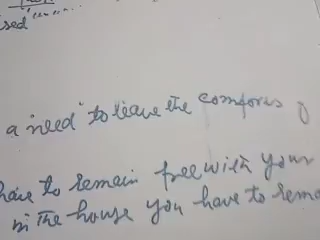 sed
a need to leave the comforts
have to remain free with your
in the house you have to rema